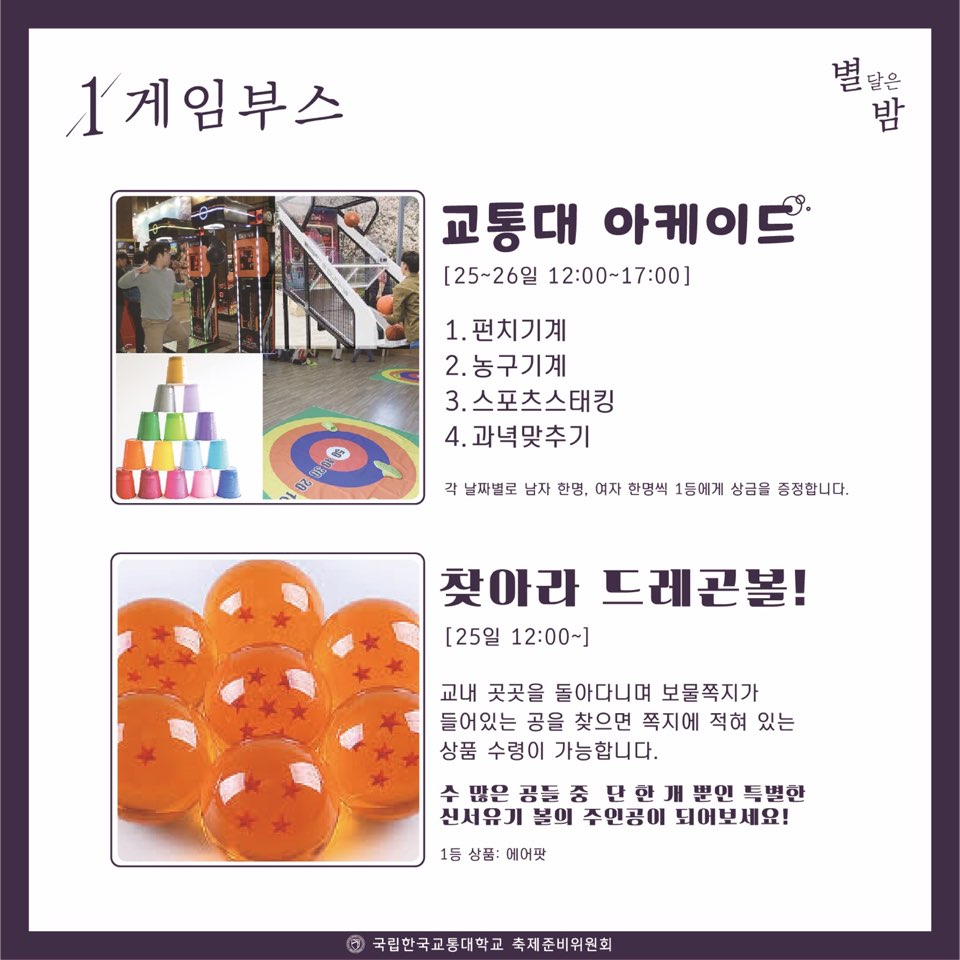 1 게임부스
별 달은
밤
교통대 아케이드
[25~26일 12:00~17:00]
1. 펀치기계
2. 농구기계
3. 스포츠스태킹
4. 과녁맞추기
각 날짜별로 남자 한명, 여자 한명씩 1등에게 상금을 증정합니다.
50 40 30 20 10
찾아라 드레곤볼!
[25일 12:00~]
교내 곳곳을 돌아다니며 보물쪽지가
들어있는 공을 찾으면 쪽지에 적혀 있는
상품 수령이 가능합니다.
수 많은 공들 중 단 한 개 뿐인 특별한
신서유기 볼의 주인공이 되어보세요!
1등 상품: 에어팟
국립한국교통대학교 축제준비위원회